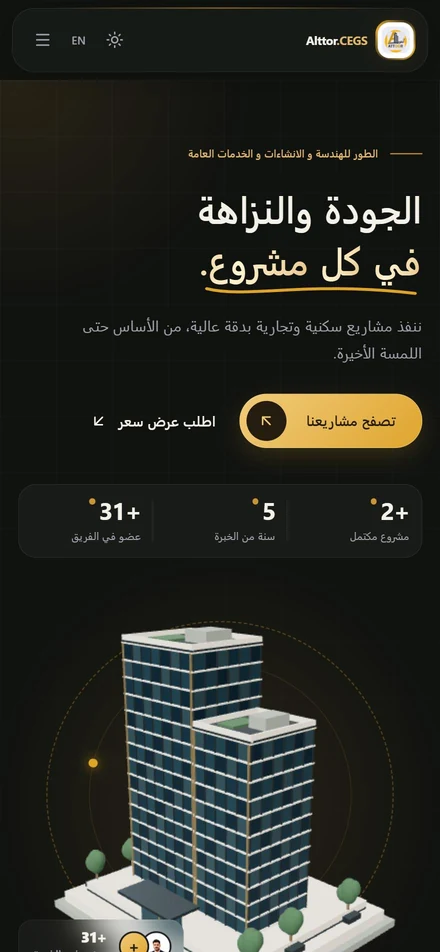 Alttor.CEGS
EN
الطور للهندسة و الانشاءات و الخدمات العامة
الجودة والنزاهة
في كل مشروع.
ننفذ مشاريع سكنية وتجارية بدقة عالية، من الأساس حتى
اللمسة الأخيرة.
تصفح مشاريعنا
اطلب عرض سعر
2+
مشروع مكتمل
5
سنة من الخبرة
31+
عضو في الفريق
31+